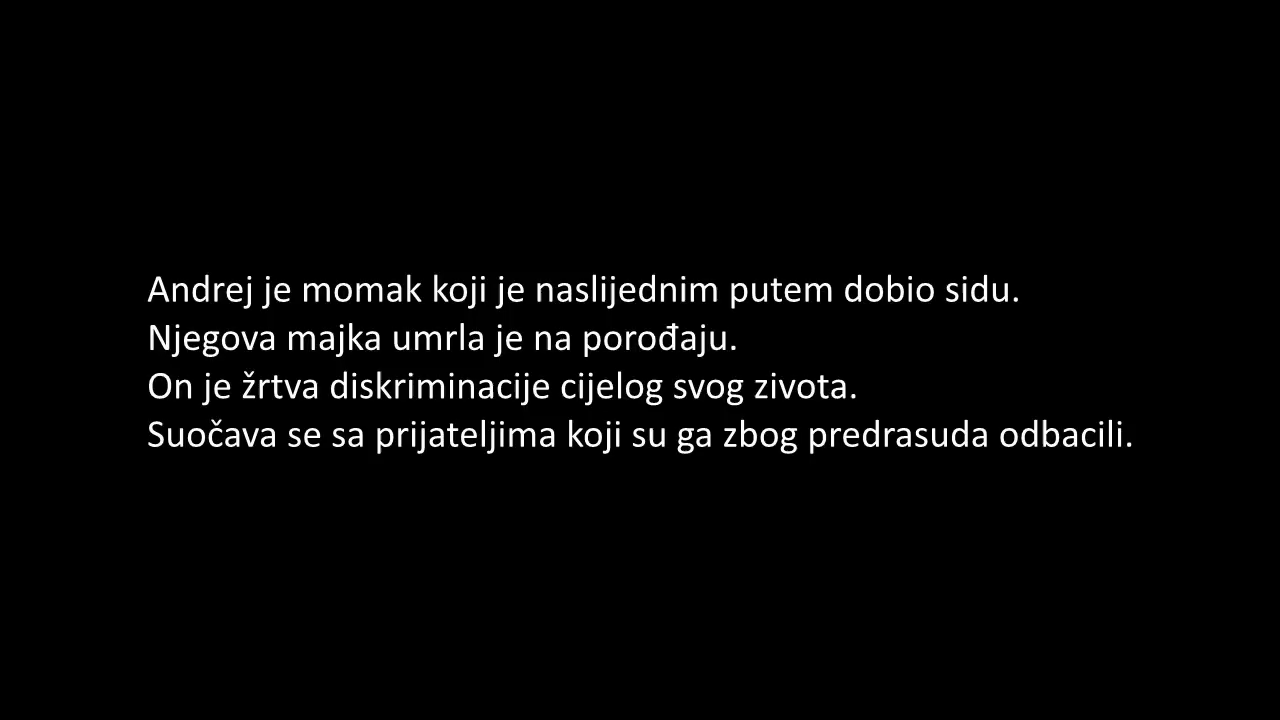 Andrej je momak koji je naslijednim putem dobio sidu.
Njegova majka umrla je na porođaju.
On je žrtva diskriminacije cijelog svog zivota.
Suočava se sa prijateljima koji su ga zbog predrasuda odbacili.